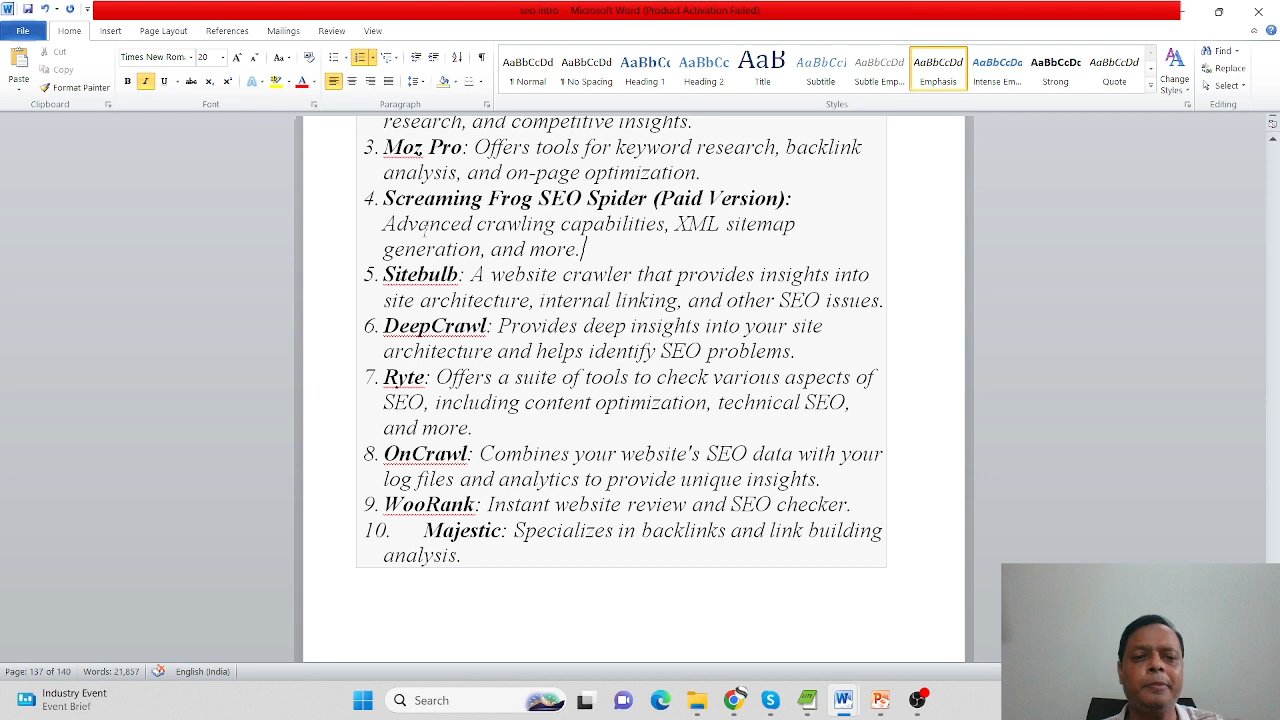 seo intro - Microsoft Word (Product Activation Failed)
File Home Insert Page Layout References Mailings Review View
Paste Cut Copy Format Painter Clipboard
Times New Rom 20 Font
Paragraph
AaBbCcDd AaBbCcDd AaBbCc AaBbCc AaB AaBbCcI AaBbCcDd AaBbCcDd AaBbCcDd AaBbCcDc AaBbCcDd
¶ Normal ¶ No Spacing Heading 1 Heading 2 Title Subtitle Subtle Emp... Emphasis Intense Em... Strong Quote
Styles
Change Styles
Find Replace Select Editing
research, and competitive insights.
3. Moz Pro: Offers tools for keyword research, backlink
analysis, and on-page optimization.
4. Screaming Frog SEO Spider (Paid Version):
Advanced crawling capabilities, XML sitemap
generation, and more.
5. Sitebulb: A website crawler that provides insights into
site architecture, internal linking, and other SEO issues.
6. DeepCrawl: Provides deep insights into your site
architecture and helps identify SEO problems.
7. Ryte: Offers a suite of tools to check various aspects of
SEO, including content optimization, technical SEO,
and more.
8. OnCrawl: Combines your website's SEO data with your
log files and analytics to provide unique insights.
9. WooRank: Instant website review and SEO checker.
10. Majestic: Specializes in backlinks and link building
analysis.
Page: 137 of 140 Words: 21,857 English (India)
Industry Event
Event Brief
Search